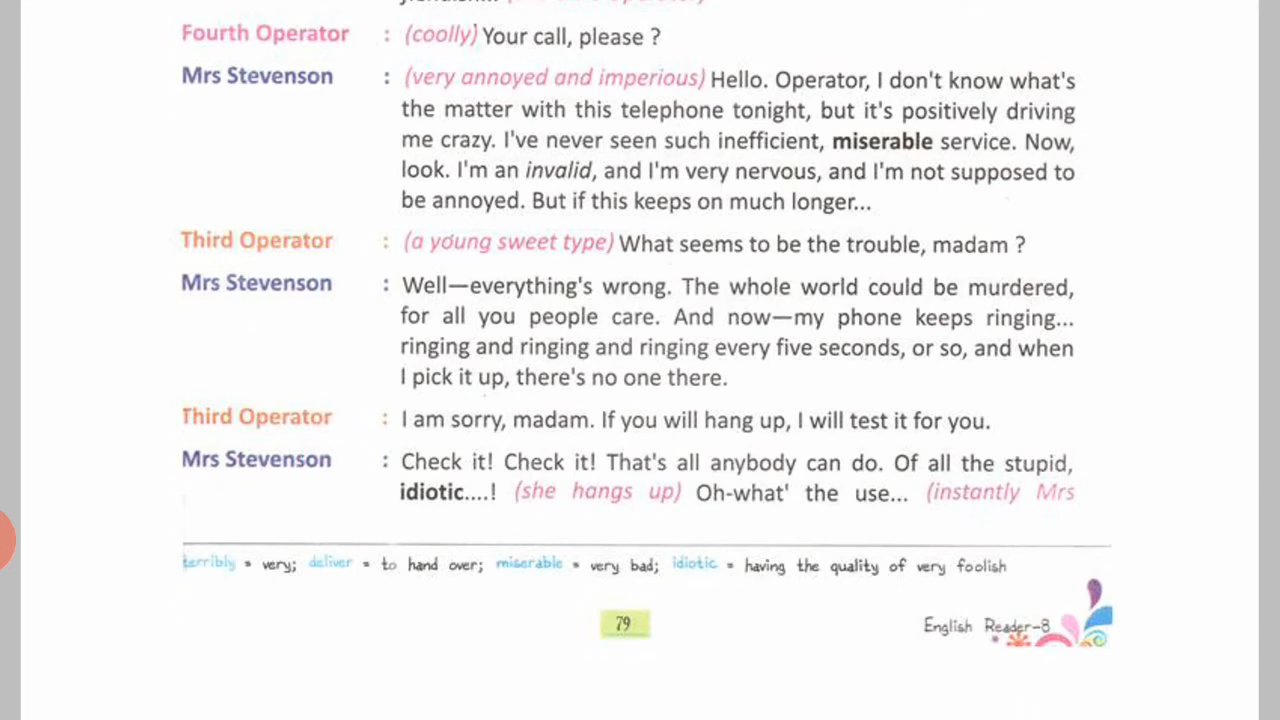 Fourth Operator : (coolly) Your call, please ?
Mrs Stevenson : (very annoyed and imperious) Hello. Operator, I don't know what's
the matter with this telephone tonight, but it's positively driving
me crazy. I've never seen such inefficient, miserable service. Now,
look. I'm an invalid, and I'm very nervous, and I'm not supposed to
be annoyed. But if this keeps on much longer...
Third Operator : (a young sweet type) What seems to be the trouble, madam ?
Mrs Stevenson : Well—everything's wrong. The whole world could be murdered,
for all you people care. And now—my phone keeps ringing...
ringing and ringing and ringing every five seconds, or so, and when
I pick it up, there's no one there.
Third Operator : I am sorry, madam. If you will hang up, I will test it for you.
Mrs Stevenson : Check it! Check it! That's all anybody can do. Of all the stupid,
idiotic....! (she hangs up) Oh-what' the use... (instantly Mrs
terribly = very; deliver = to hand over; miserable = very bad; idiotic = having the quality of very foolish
79
English Reader-8